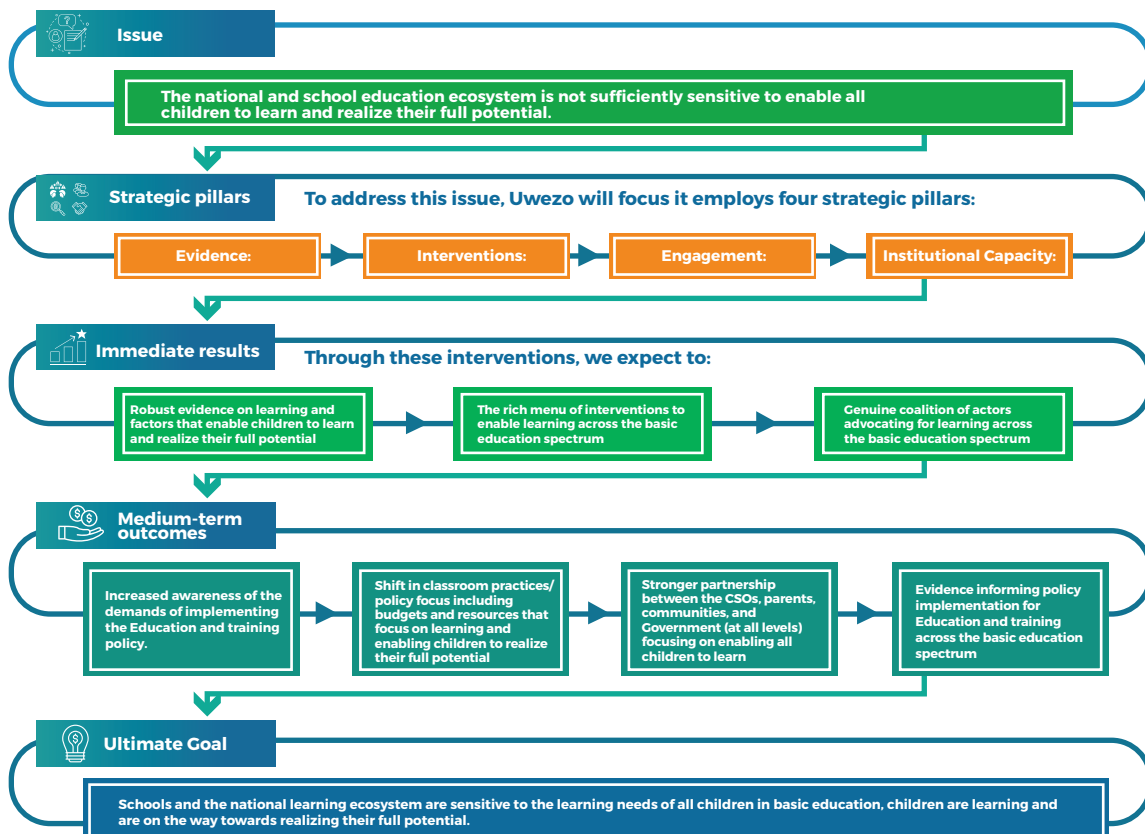 Issue
The national and school education ecosystem is not sufficiently sensitive to enable all
children to learn and realize their full potential.
Strategic pillars
To address this issue, Uwezo will focus it employs four strategic pillars:
Evidence:
Interventions:
Engagement:
Institutional Capacity:
Immediate results
Through these interventions, we expect to:
Robust evidence on learning and
factors that enable children to learn
and realize their full potential
The rich menu of interventions to
enable learning across the basic
education spectrum
Genuine coalition of actors
advocating for learning across
the basic education spectrum
Medium-term
outcomes
Increased awareness of the
demands of implementing
the Education and training
policy.
Shift in classroom practices/
policy focus including
budgets and resources that
focus on learning and
enabling children to realize
their full potential
Stronger partnership
between the CSOs, parents,
communities, and
Government (at all levels)
focusing on enabling all
children to learn
Evidence informing policy
implementation for
Education and training
across the basic education
spectrum
Ultimate Goal
Schools and the national learning ecosystem are sensitive to the learning needs of all children in basic education, children are learning and
are on the way towards realizing their full potential.